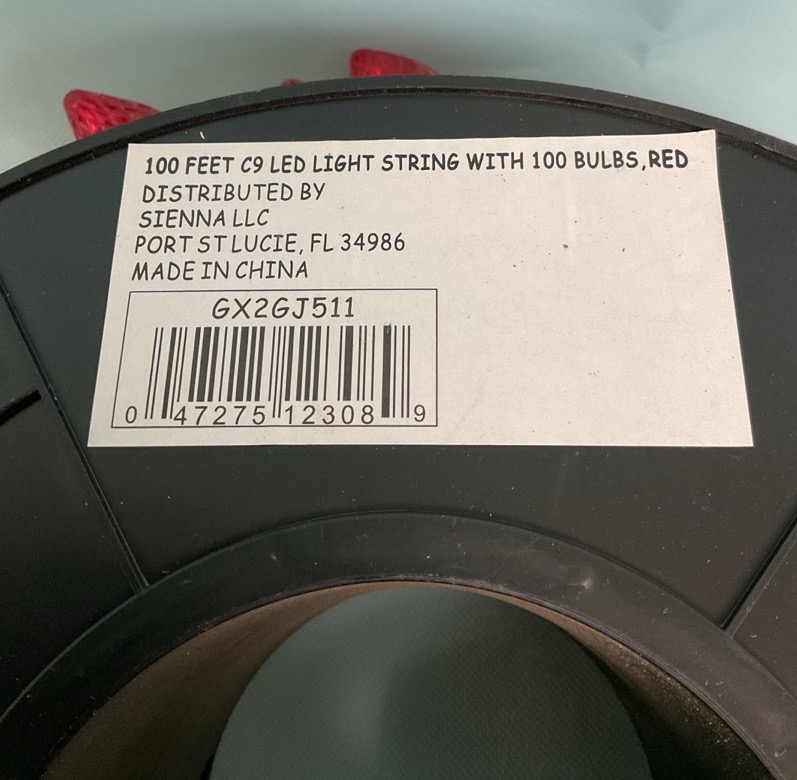 100 FEET C9 LED LIGHT STRING WITH 100 BULBS,RED
DISTRIBUTED BY
SIENNA LLC
PORT ST LUCIE, FL 34986
MADE IN CHINA
GX2GJ511
0 47275 12308 9